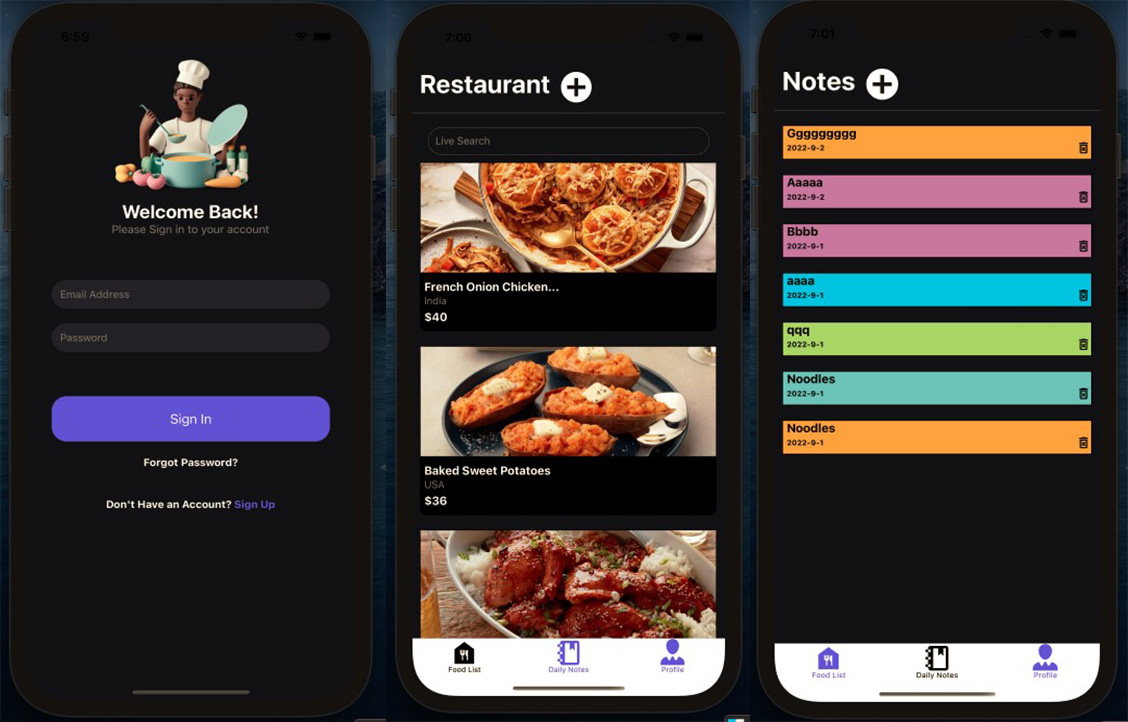 6:59
Welcome Back!
Please Sign in to your account
Email Address
Password
Sign In
Forgot Password?
Don't Have an Account? Sign Up
7:00
Restaurant
Live Search
French Onion Chicken...
India
$40
Baked Sweet Potatoes
USA
$36
Food List
Daily Notes
Profile
7:01
Notes
Ggggggggg
2022-9-2
Aaaaa
2022-9-2
Bbbb
2022-9-1
aaaa
2022-9-1
qqq
2022-9-1
Noodles
2022-9-1
Noodles
2022-9-1
Food List
Daily Notes
Profile